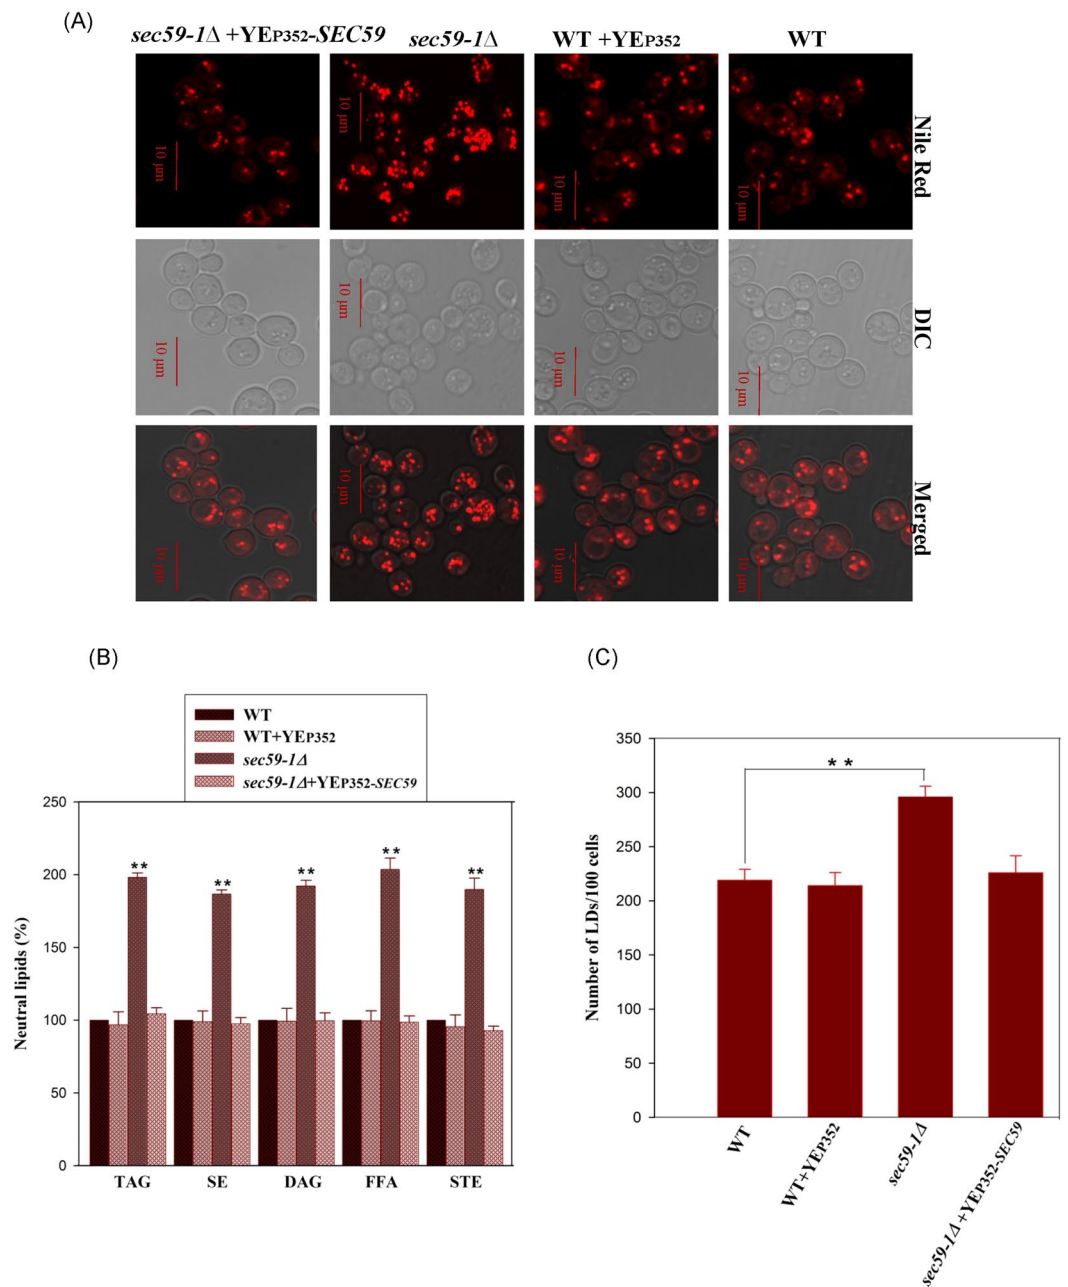 (A)
sec59-1Δ +YEP352-SEC59 sec59-1Δ WT +YEP352 WT
10 µm 10 µm 10 µm 10 µm Nile Red
10 µm 10 µm 10 µm 10 µm DIC
10 µm 10 µm 10 µm 10 µm Merged
(B)
WT
WT+YEP352
sec59-1Δ
sec59-1Δ+YEP352-SEC59
Neutral lipids (%)
250
200
150
100
50
0
** ** ** ** **
TAG SE DAG FFA STE
(C)
Number of LDs/100 cells
350
300
250
200
150
100
50
0
* *
WT
WT+YEP352
sec59-1Δ
sec59-1Δ+YEP352-SEC59